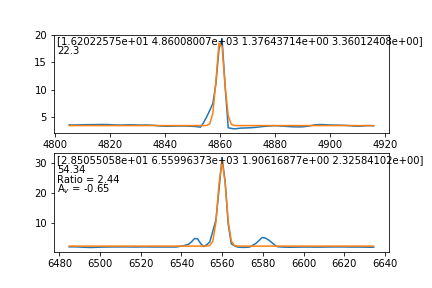 [1.62022575e+01 4.86008007e+03 1.37643714e+00 3.36012408e+00]
22.3
20
15
10
5
4800 4820 4840 4860 4880 4900 4920
[2.85055058e+01 6.55996373e+03 1.90616877e+00 2.32584102e+00]
54.34
Ratio = 2.44
Aν = -0.65
30
20
10
6480 6500 6520 6540 6560 6580 6600 6620 6640